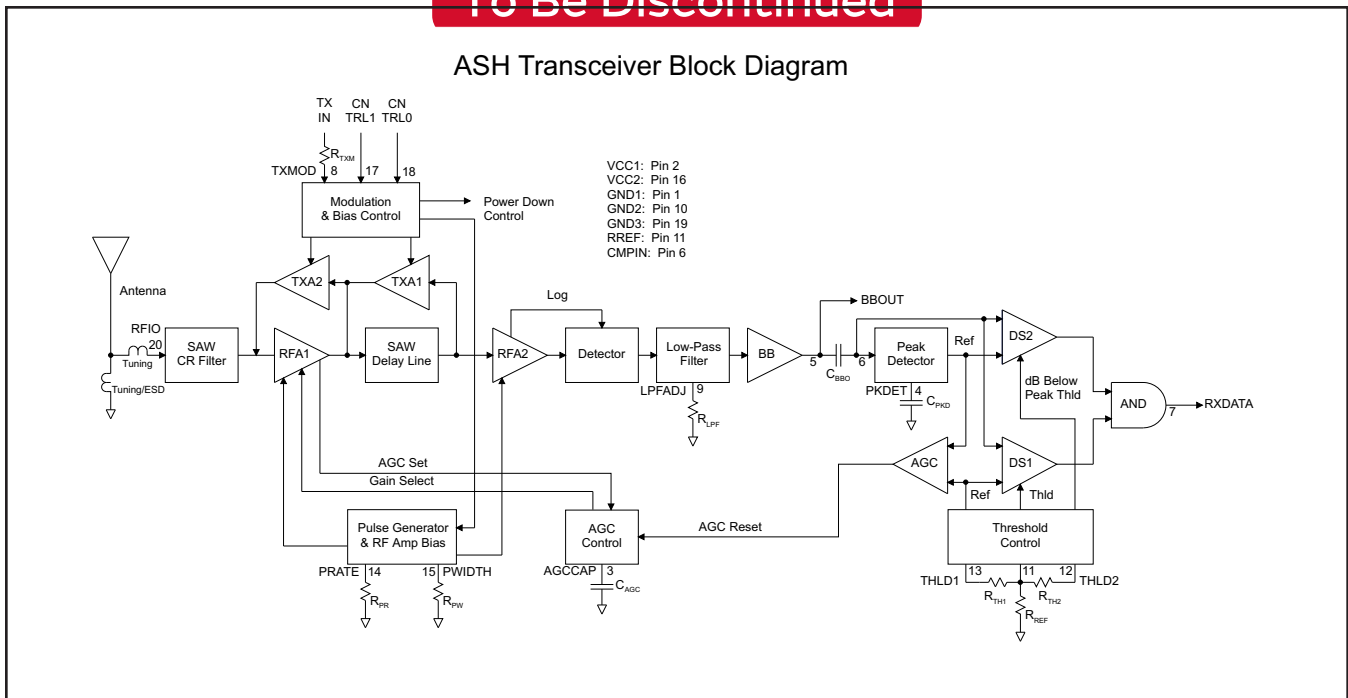 To Be Discontinued
ASH Transceiver Block Diagram
TX
IN
CN
TRL1
CN
TRL0
RTXM
TXMOD
8
17
18
Modulation
& Bias Control
Power Down
Control
VCC1: Pin 2
VCC2: Pin 16
GND1: Pin 1
GND2: Pin 10
GND3: Pin 19
RREF: Pin 11
CMPIN: Pin 6
Antenna
TXA2
TXA1
Log
BBOUT
RFIO
20
Tuning
Tuning/ESD
SAW
CR Filter
RFA1
SAW
Delay Line
RFA2
Detector
Low-Pass
Filter
BB
5
CBBO
6
Peak
Detector
Ref
DS2
LPFADJ
9
RLPF
PKDET
4
CPKD
dB Below
Peak Thld
AND
7
RXDATA
AGC Set
Gain Select
AGC
DS1
Ref
Thld
Pulse Generator
& RF Amp Bias
AGC
Control
AGC Reset
Threshold
Control
PRATE
14
15
PWIDTH
RPR
RPW
AGCCAP
3
CAGC
THLD1
13
11
12
THLD2
RTH1
RTH2
RREF